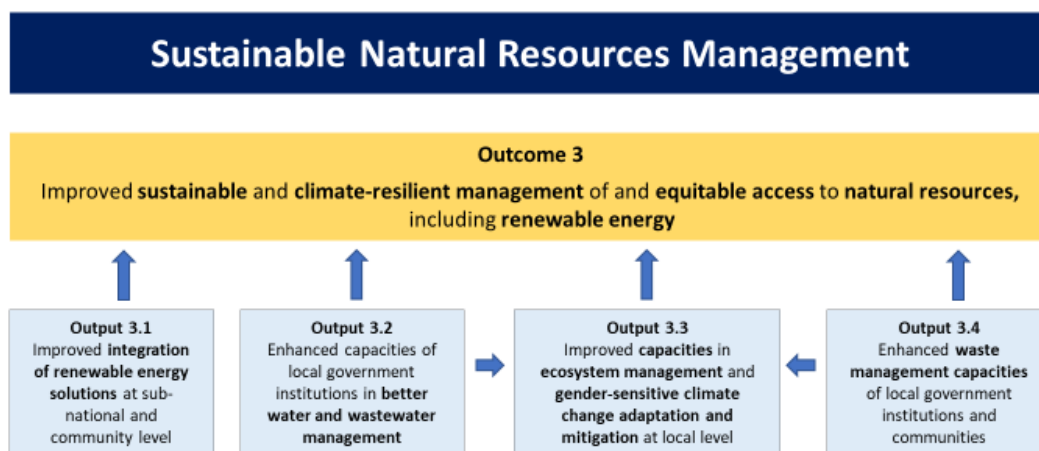 Sustainable Natural Resources Management
Outcome 3
Improved sustainable and climate-resilient management of and equitable access to natural resources,
including renewable energy
Output 3.1
Improved integration
of renewable energy
solutions at sub-
national and
community level
Output 3.2
Enhanced capacities of
local government
institutions in better
water and wastewater
management
Output 3.3
Improved capacities in
ecosystem management and
gender-sensitive climate
change adaptation and
mitigation at local level
Output 3.4
Enhanced waste
management capacities
of local government
institutions and
communities